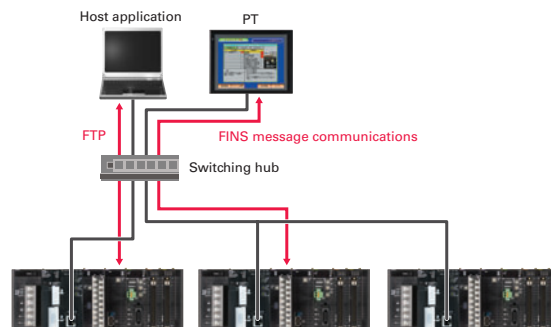 Host application
PT
FTP
FINS message communications
Switching hub